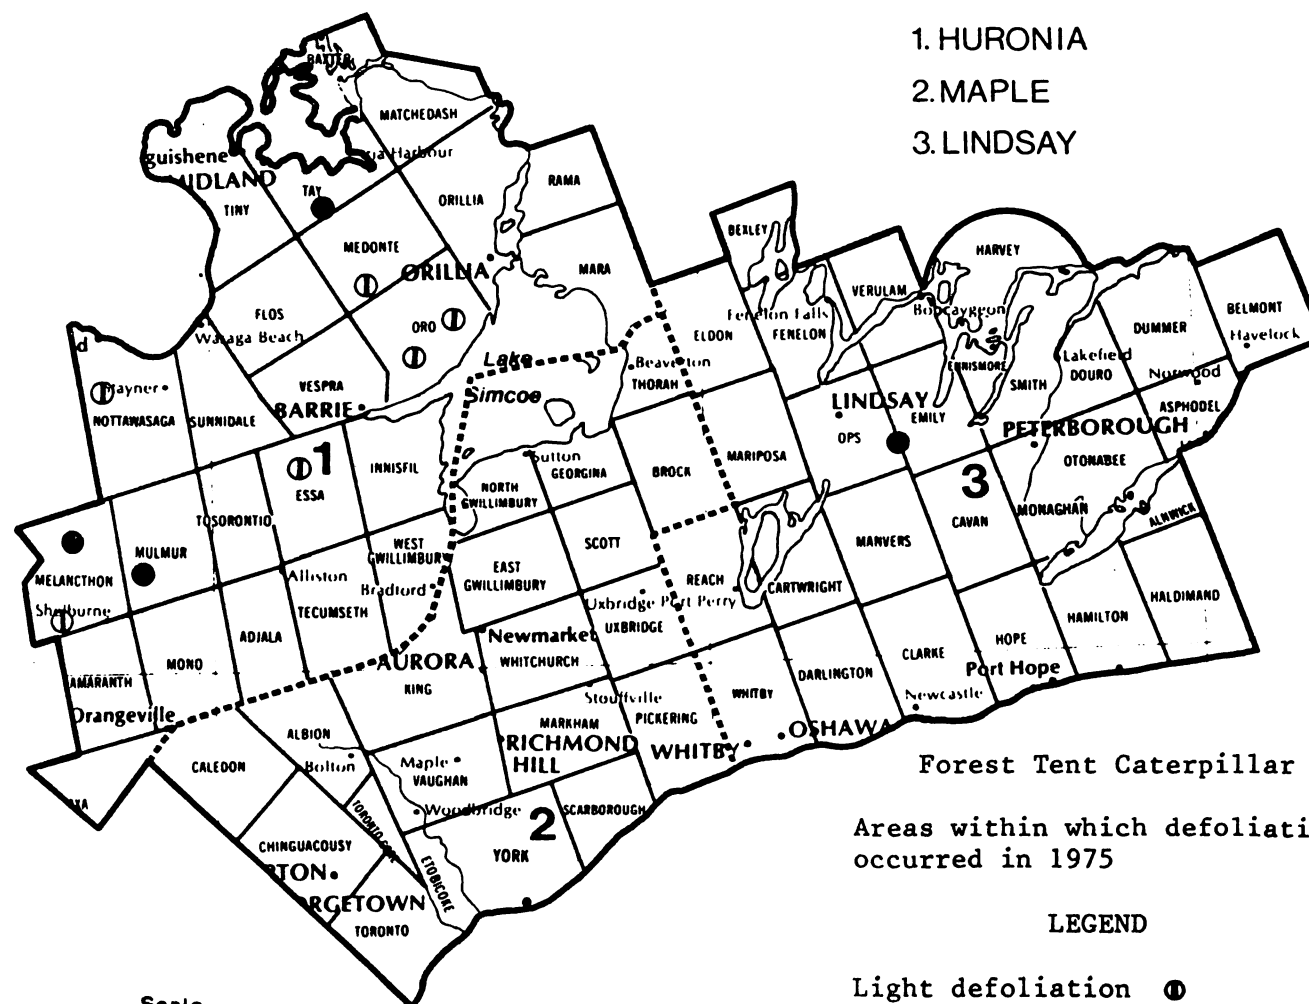 1. HURONIA
2. MAPLE
3. LINDSAY
BAXTER
MATCHEDASH
guishene
MIDLAND
ia Harbour
TAY
TINY
ORILLIA
RAMA
MEDONTE
ORILLIA
MARA
BEXLEY
HARVEY
FLOS
Wasaga Beach
ORO
VERULAM
Bobcaygeon
Fenelon Falls
FENELON
ELDON
BELMONT
Havelock
DUMMER
d
Stayner
NOTTAWASAGA
SUNNIDALE
VESPRA
BARRIE
Lake
Simcoe
Beaverton
THORAH
ENNISMORE
SMITH
Lakefield
DOURO
Norwood
ASPHODEL
LINDSAY
OPS
EMILY
PETERBOROUGH
OTONABEE
1
ESSA
INNISFIL
Sutton
GEORGINA
NORTH
GWILLIMBURY
BROCK
MARIPOSA
3
CAVAN
MONAGHAN
ALNWICK
TOSORONTIO
MULMUR
MELANCTHON
Shelburne
WEST
GWILLIMBURY
Bradford
Alliston
TECUMSETH
EAST
GWILLIMBURY
SCOTT
REACH
Port Perry
CARTWRIGHT
MANVERS
Uxbridge
UXBRIDGE
HALDIMAND
HAMILTON
HOPE
Port Hope
CLARKE
Newcastle
DARLINGTON
ADJALA
MONO
AMARANTH
Orangeville
AURORA
KING
Newmarket
WHITCHURCH
Stouffville
PICKERING
WHITBY
OSHAWA
WHITBY
MARKHAM
RICHMOND
HILL
ALBION
Bolton
CALEDON
Maple
VAUGHAN
Woodbridge
SCARBOROUGH
2
YORK
TORONTO GORE
ETOBICOKE
CHINGUACOUSY
PTON
RGETOWN
TORONTO
Forest Tent Caterpillar
Areas within which defoliati
occurred in 1975
LEGEND
Light defoliation
Scale